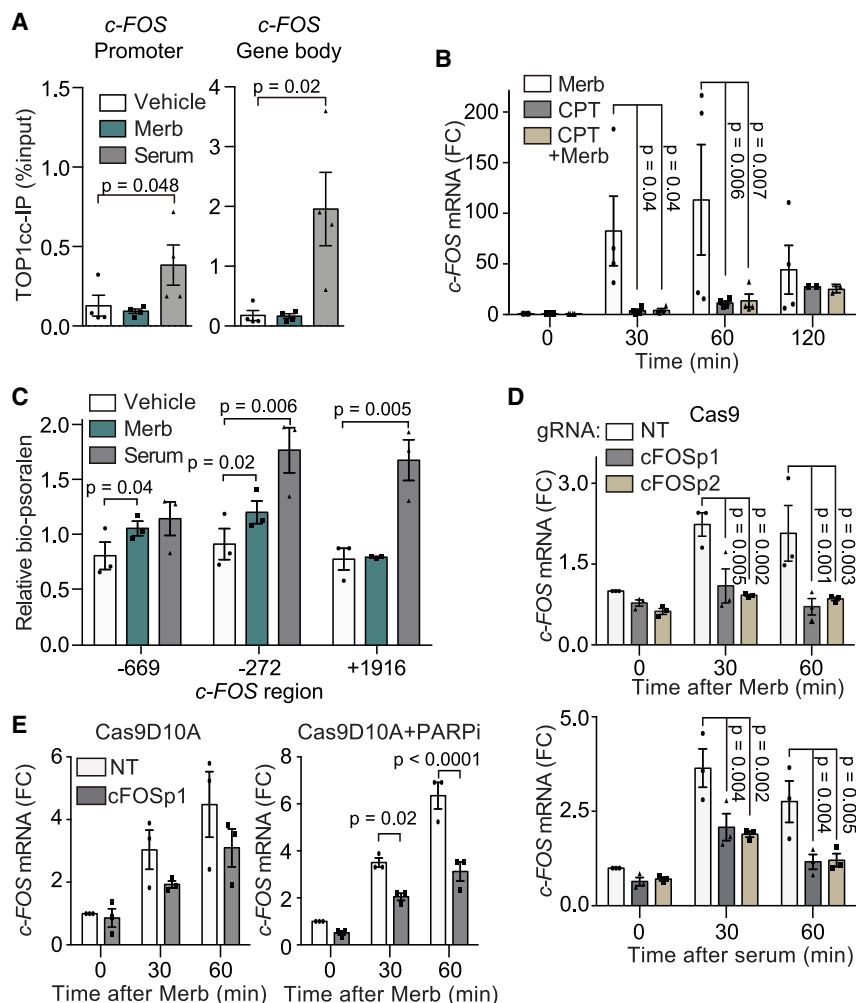 A
c-FOS
Promoter
c-FOS
Gene body
TOP1cc-IP (%input)
1.5
1.0
0.5
0.0
Vehicle
Merb
Serum
p = 0.048
4
3
2
1
0
p = 0.02
B
c-FOS mRNA (FC)
200
150
100
50
0
Merb
CPT
CPT
+Merb
p = 0.04
p = 0.04
p = 0.006
p = 0.007
0
30
60
120
Time (min)
C
Relative bio-psoralen
2.0
1.5
1.0
0.5
0.0
Vehicle
Merb
Serum
p = 0.04
p = 0.02
p = 0.006
p = 0.005
-669
-272
+1916
c-FOS region
D
Cas9
gRNA:
NT
cFOSp1
cFOSp2
c-FOS mRNA (FC)
3.0
1.5
0.0
p = 0.005
p = 0.002
p = 0.001
p = 0.003
0
30
60
Time after Merb (min)
c-FOS mRNA (FC)
5.0
2.5
0.0
p = 0.004
p = 0.002
p = 0.004
p = 0.005
0
30
60
Time after serum (min)
E
Cas9D10A
c-FOS mRNA (FC)
6
4
2
0
NT
cFOSp1
0
30
60
Time after Merb (min)
Cas9D10A+PARPi
c-FOS mRNA (FC)
8
6
4
2
0
p = 0.02
p < 0.0001
0
30
60
Time after Merb (min)